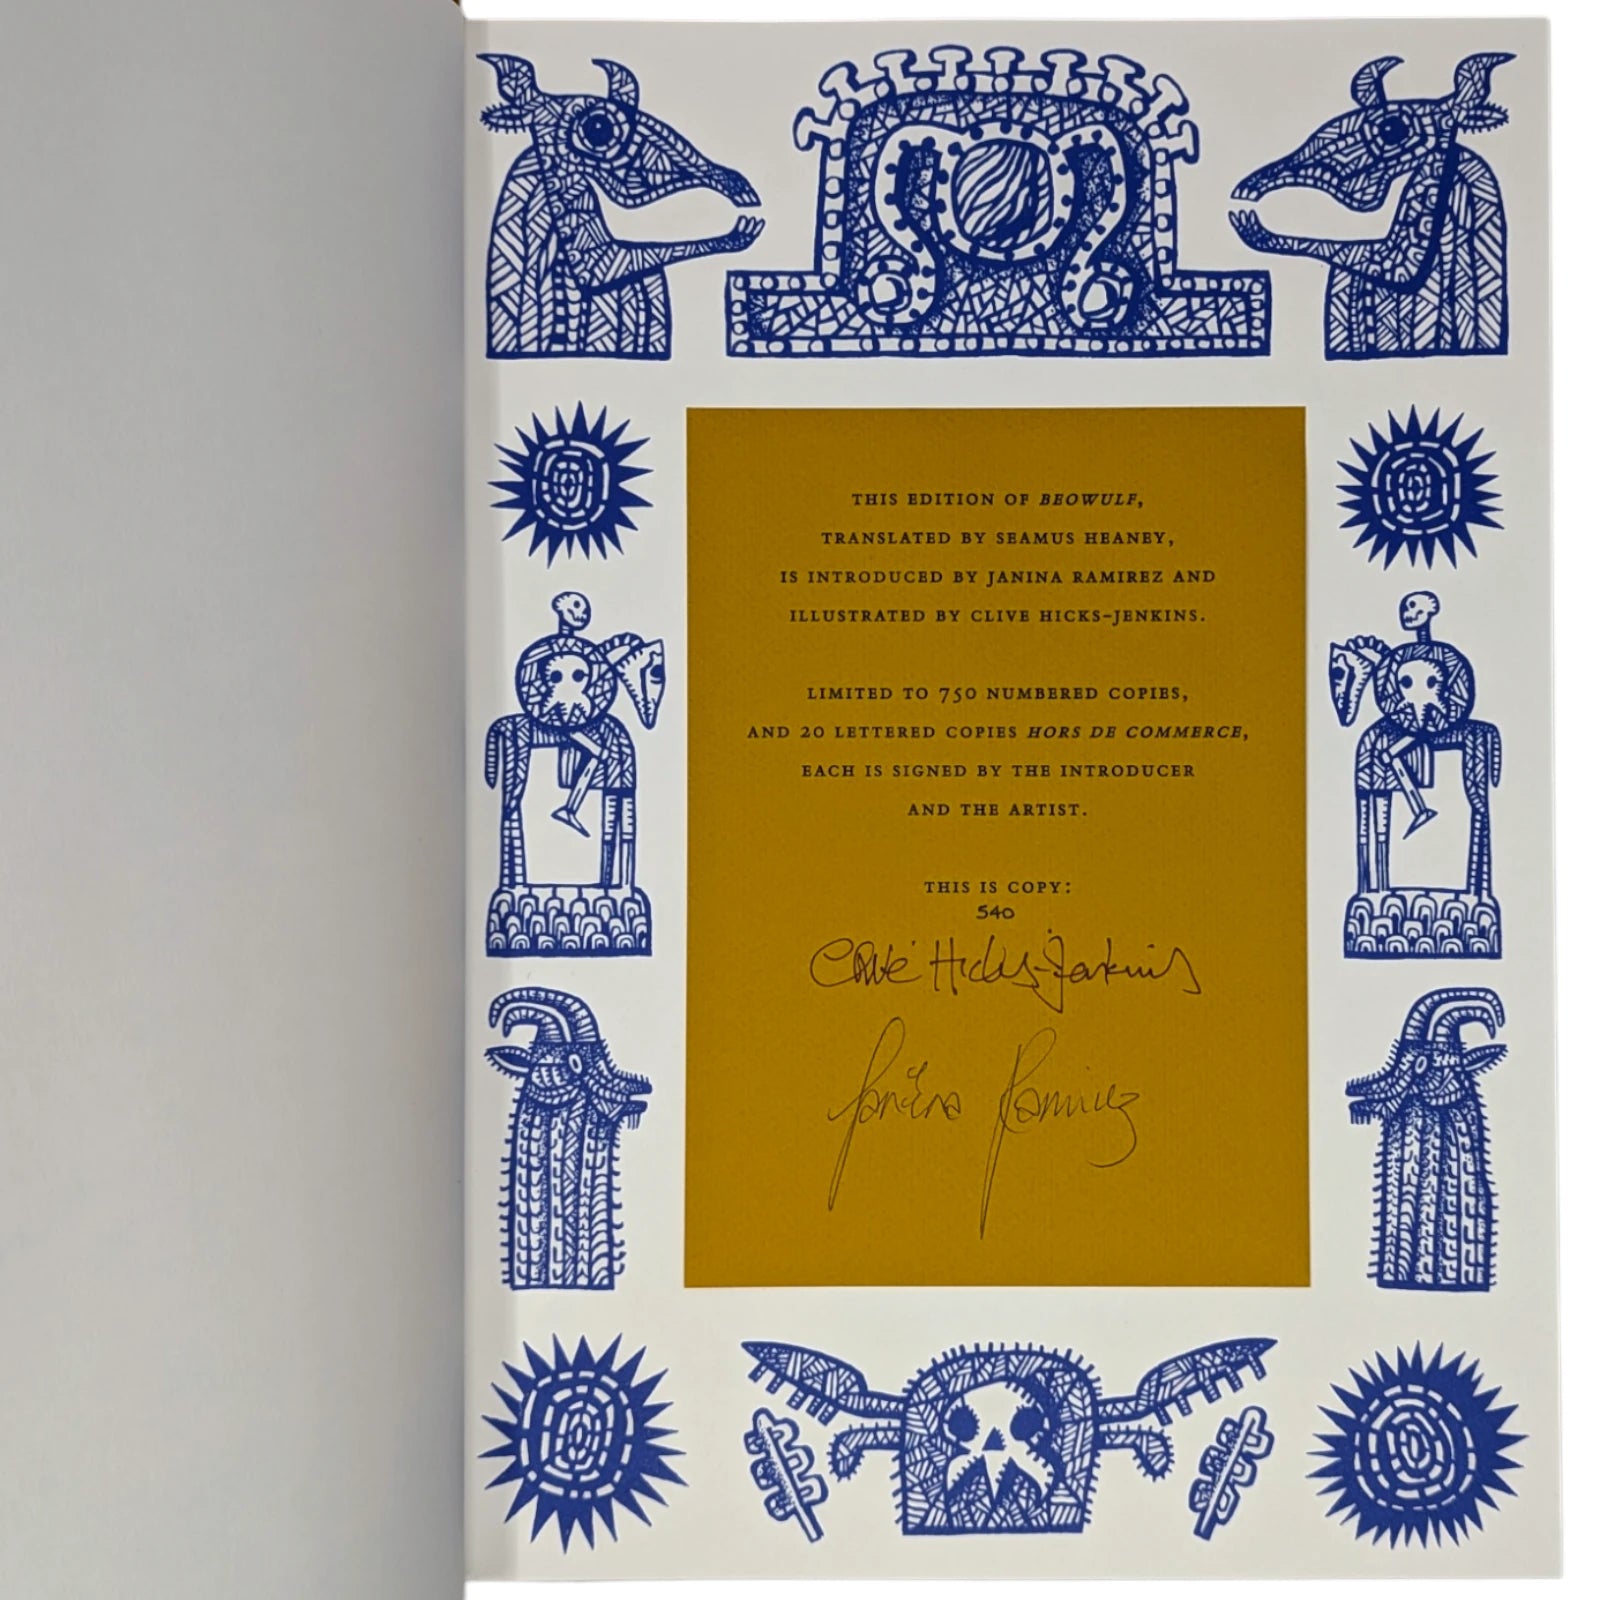 THIS EDITION OF BEOWULF,
TRANSLATED BY SEAMUS HEANEY,
IS INTRODUCED BY JANINA RAMIREZ AND
ILLUSTRATED BY CLIVE HICKS-JENKINS.
LIMITED TO 750 NUMBERED COPIES,
AND 20 LETTERED COPIES HORS DE COMMERCE,
EACH IS SIGNED BY THE INTRODUCER
AND THE ARTIST.
THIS IS COPY:
540
Clive Hicks-Jenkins
Janina Ramirez